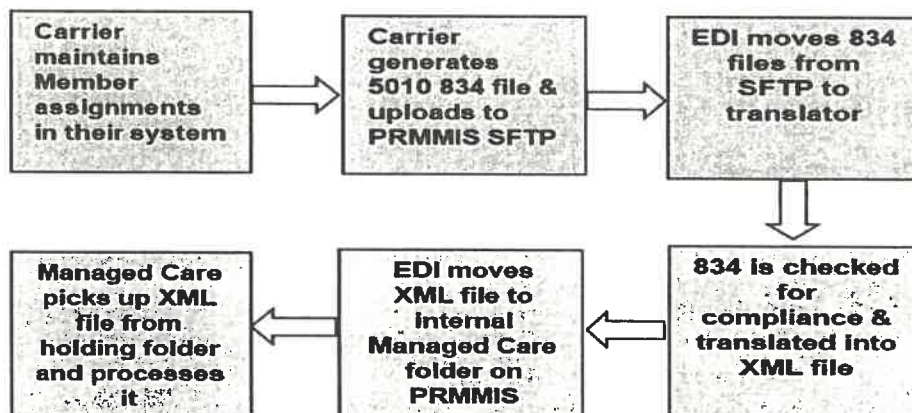 Carrier
maintains
Member
assignments
in their system
Carrier
generates
5010 834 file &
uploads to
PRMMIS SFTP
EDI moves 834
files from
SFTP to
translator
834 is checked
for
compliance &
translated into
XML file
EDI moves
XML file to
internal
Managed Care
folder on
PRMMIS
Managed Care
picks up XML
file from
holding folder
and processes
it